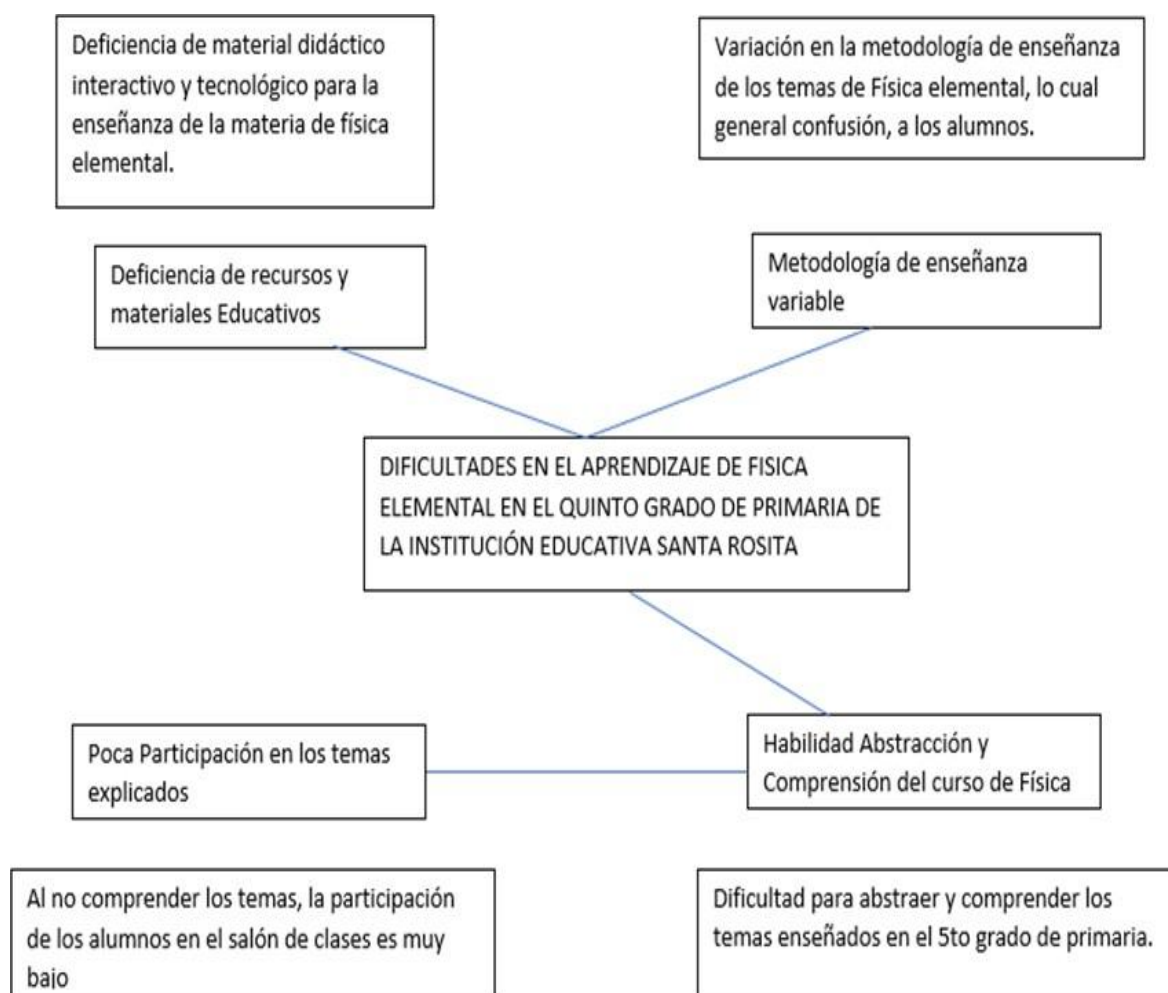 Deficiencia de material didáctico
interactivo y tecnológico para la
enseñanza de la materia de física
elemental.
Variación en la metodología de enseñanza
de los temas de Física elemental, lo cual
general confusión, a los alumnos.
Deficiencia de recursos y
materiales Educativos
Metodología de enseñanza
variable
DIFICULTADES EN EL APRENDIZAJE DE FISICA
ELEMENTAL EN EL QUINTO GRADO DE PRIMARIA DE
LA INSTITUCIÓN EDUCATIVA SANTA ROSITA
Poca Participación en los temas
explicados
Habilidad Abstracción y
Comprensión del curso de Física
Al no comprender los temas, la participación
de los alumnos en el salón de clases es muy
bajo
Dificultad para abstraer y comprender los
temas enseñados en el 5to grado de primaria.